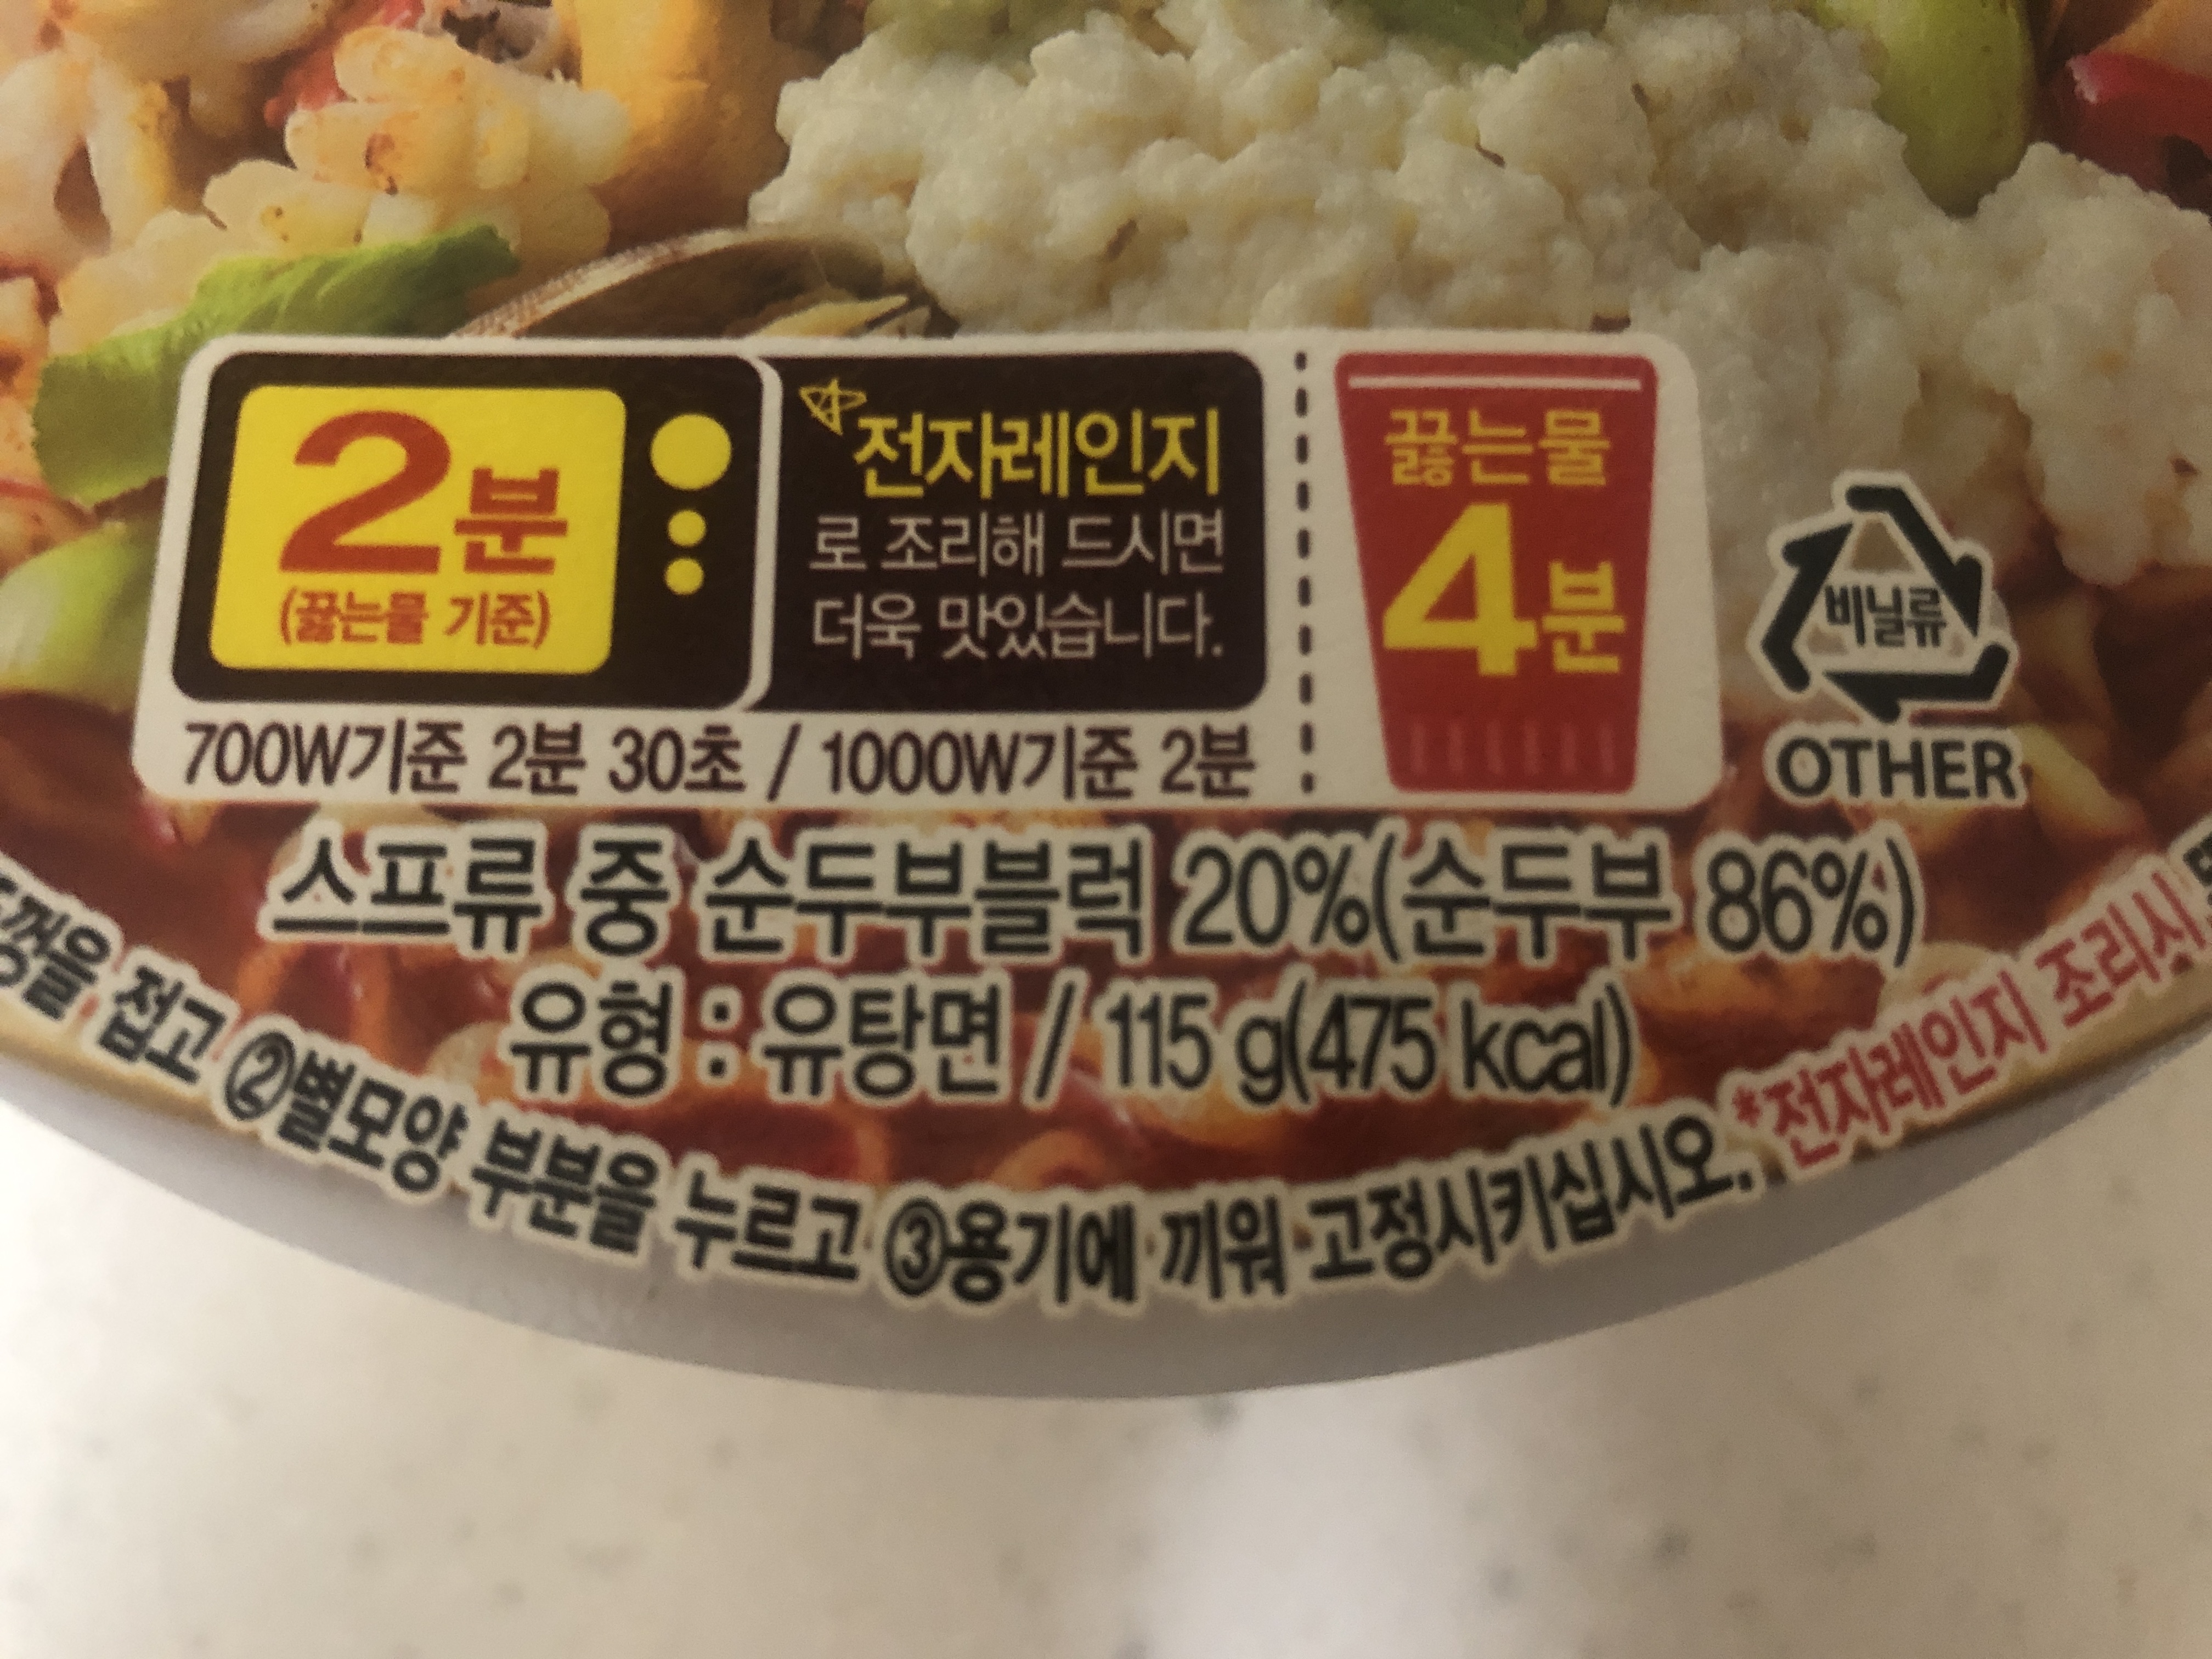 2분
(끓는물 기준)
전자레인지
로 조리해 드시면
더욱 맛있습니다.
700W기준 2분 30초 / 1000W기준 2분
끓는물
4분
비닐류
OTHER
스프류 중 순두부블럭 20%(순두부 86%)
유형 : 유탕면 / 115 g(475 kcal)
접고 ②별모양 부분을 누르고 ③용기에 끼워 고정시키십시오. *전자레인지 조리시